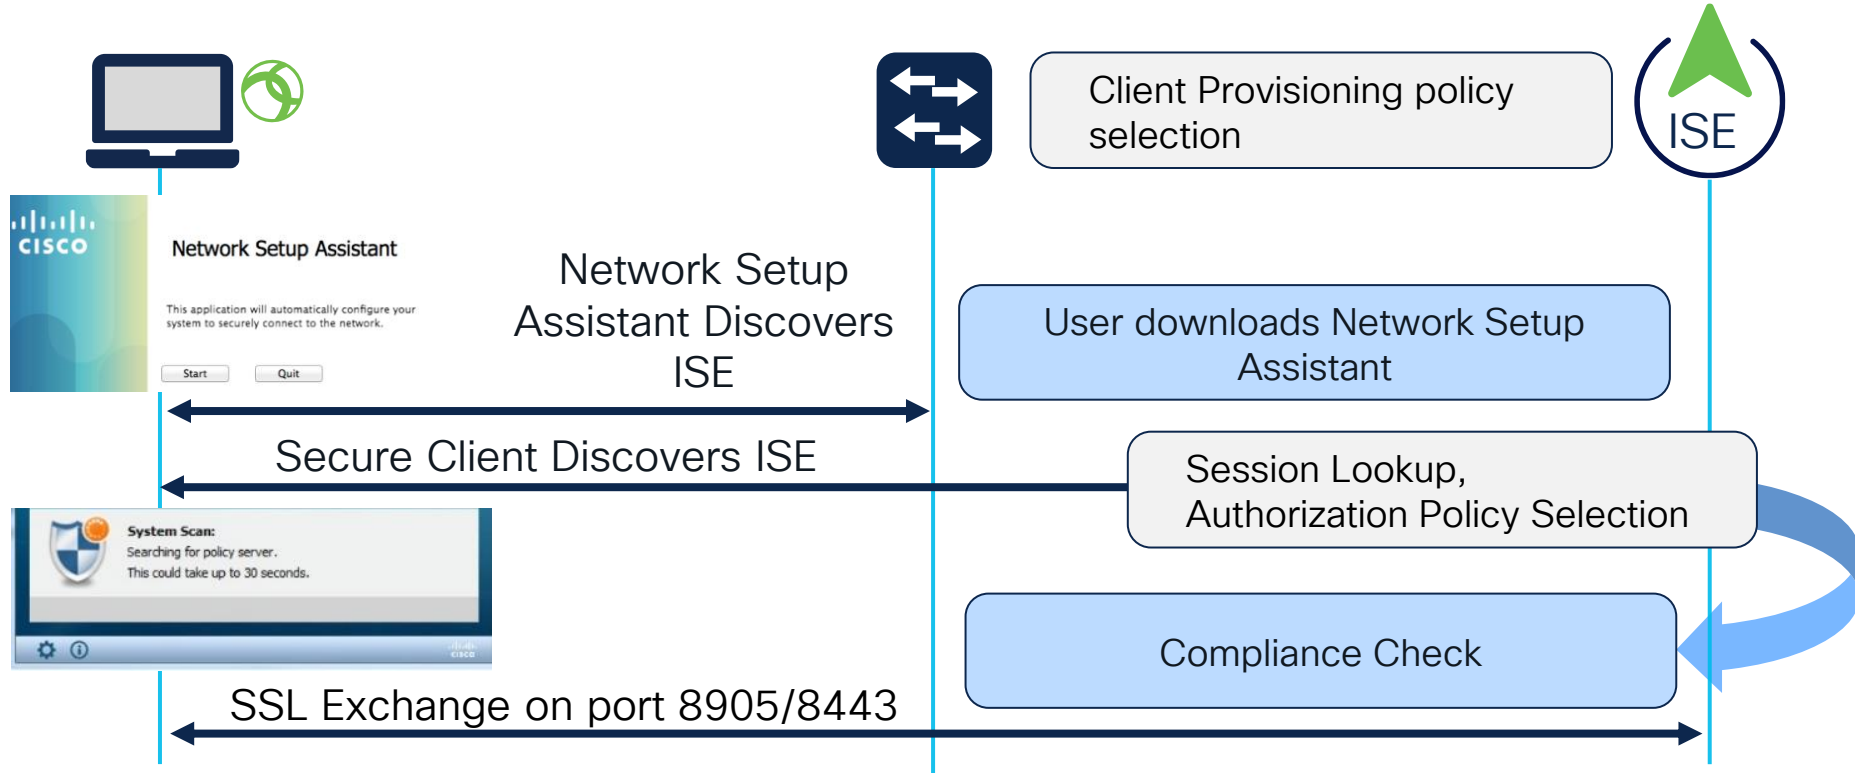 Client Provisioning policy
selection
ISE
CISCO
Network Setup Assistant
This application will automatically configure your
system to securely connect to the network.
Start
Quit
Network Setup
Assistant Discovers
ISE
User downloads Network Setup
Assistant
Secure Client Discovers ISE
Session Lookup,
Authorization Policy Selection
System Scan:
Searching for policy server.
This could take up to 30 seconds.
CISCO
Compliance Check
SSL Exchange on port 8905/8443